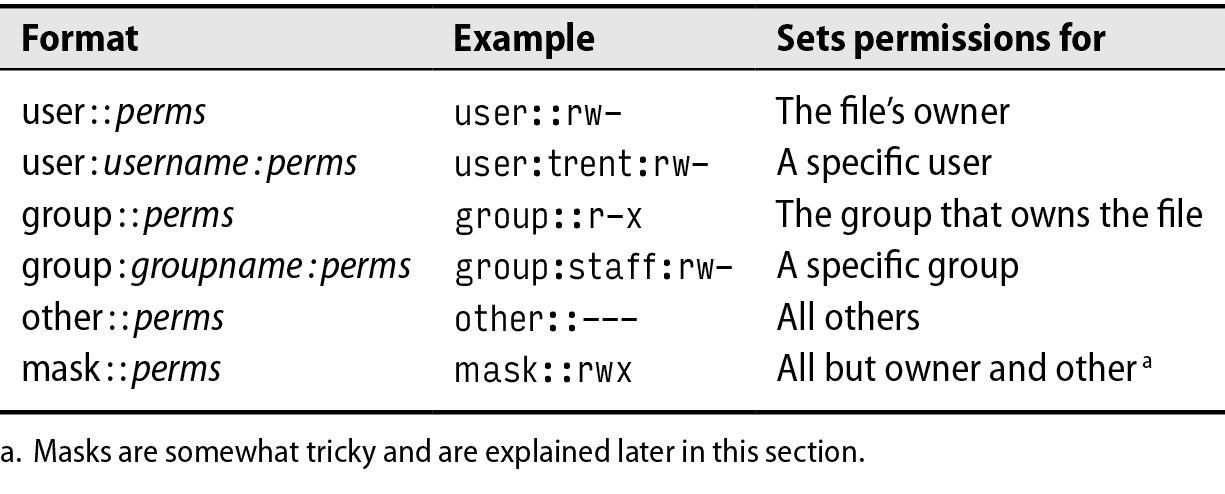 Format Example Sets permissions for
user::perms user::rw- The file’s owner
user:username:perms user:trent:rw- A specific user
group::perms group::r-x The group that owns the file
group:groupname:perms group:staff:rw- A specific group
other::perms other::--- All others
mask::perms mask::rwx All but owner and other a
a. Masks are somewhat tricky and are explained later in this section.